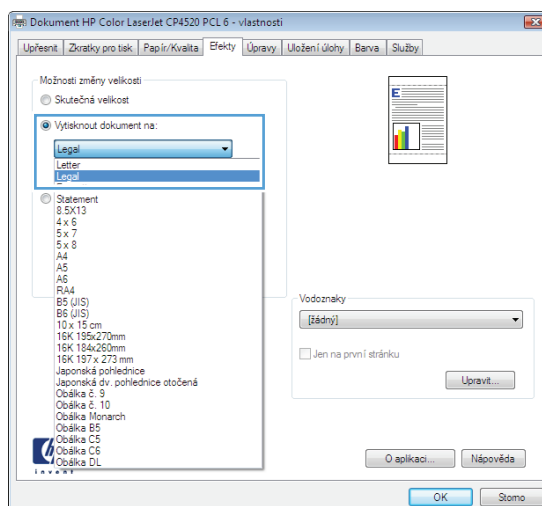 Dokument HP Color LaserJet CP4520 PCL 6 - vlastnosti
Upřesnit Zkratky pro tisk Papír/Kvalita Efekty Úpravy Uložení úlohy Barva Služby
Možnosti změny velikosti
Skutečná velikost
Vytisknout dokument na:
Legal
Letter
Legal
Statement
8.5X13
4 x 6
5 x 7
5 x 8
A4
A5
A6
RA4
B5 (JIS)
B6 (JIS)
10 x 15 cm
16K 195x270mm
16K 184x260mm
16K 197 x 273 mm
Japonská pohlednice
Japonská dv. pohlednice otočená
Obálka č. 9
Obálka č. 10
Obálka Monarch
Obálka B5
Obálka C5
Obálka C6
Obálka DL
E
Vodoznaky
[žádný]
Jen na první stránku
Upravit...
invent
O aplikaci... Nápověda
OK Storno